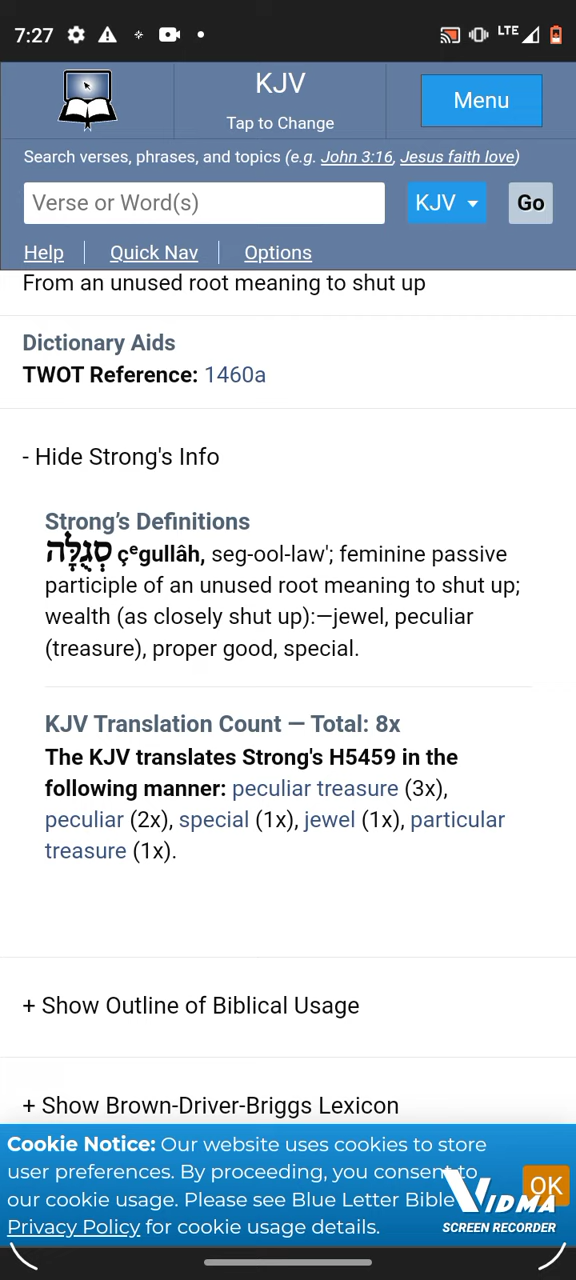 7:27
LTE
KJV
Tap to Change
Menu
Search verses, phrases, and topics (e.g. John 3:16, Jesus faith love)
Verse or Word(s)
KJV
Go
Help
Quick Nav
Options
From an unused root meaning to shut up
Dictionary Aids
TWOT Reference: 1460a
- Hide Strong's Info
Strong’s Definitions
סְגֻלָּה çᵉgullâh, seg-ool-law'; feminine passive
participle of an unused root meaning to shut up;
wealth (as closely shut up):—jewel, peculiar
(treasure), proper good, special.
KJV Translation Count — Total: 8x
The KJV translates Strong's H5459 in the
following manner: peculiar treasure (3x),
peculiar (2x), special (1x), jewel (1x), particular
treasure (1x).
+ Show Outline of Biblical Usage
+ Show Brown-Driver-Briggs Lexicon
Cookie Notice: Our website uses cookies to store
user preferences. By proceeding, you consent to
our cookie usage. Please see Blue Letter Bible
Privacy Policy for cookie usage details.
OK
VIDMA
SCREEN RECORDER